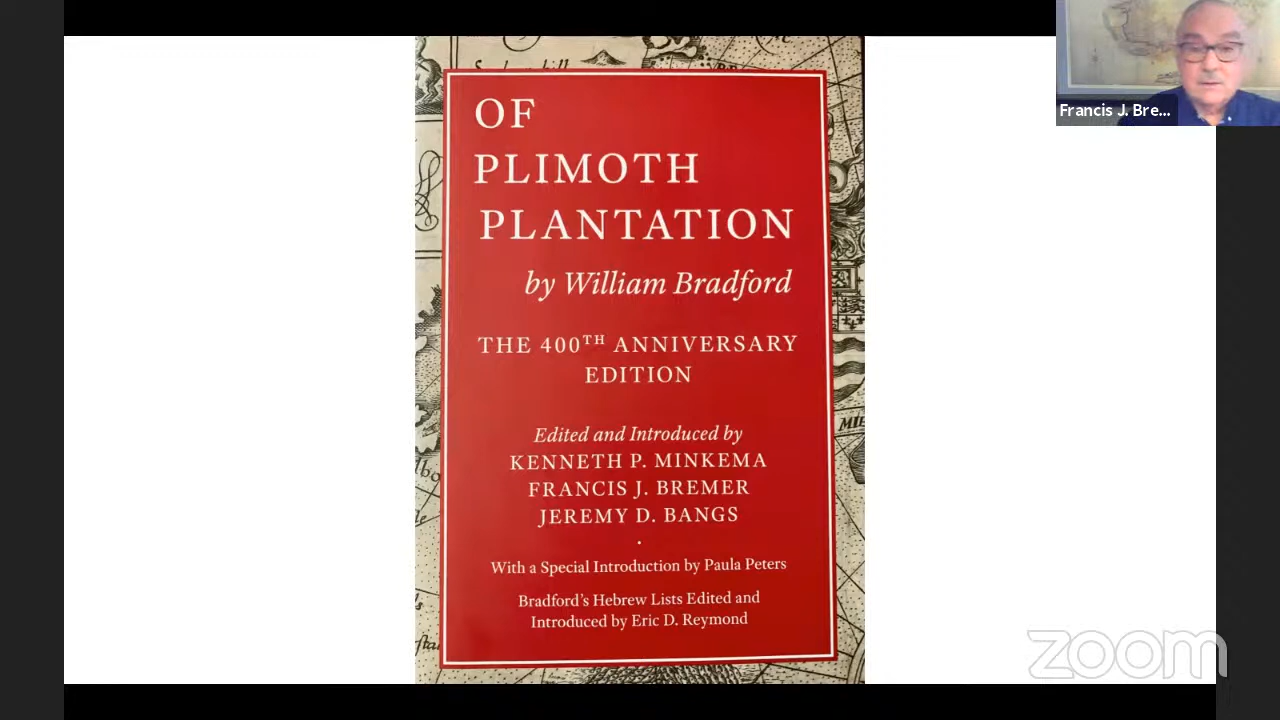 OF
PLIMOTH
PLANTATION
by William Bradford
THE 400TH ANNIVERSARY
EDITION
Edited and Introduced by
KENNETH P. MINKEMA
FRANCIS J. BREMER
JEREMY D. BANGS
·
With a Special Introduction by Paula Peters
Bradford's Hebrew Lists Edited and
Introduced by Eric D. Reymond
Francis J. Bre...
zoom